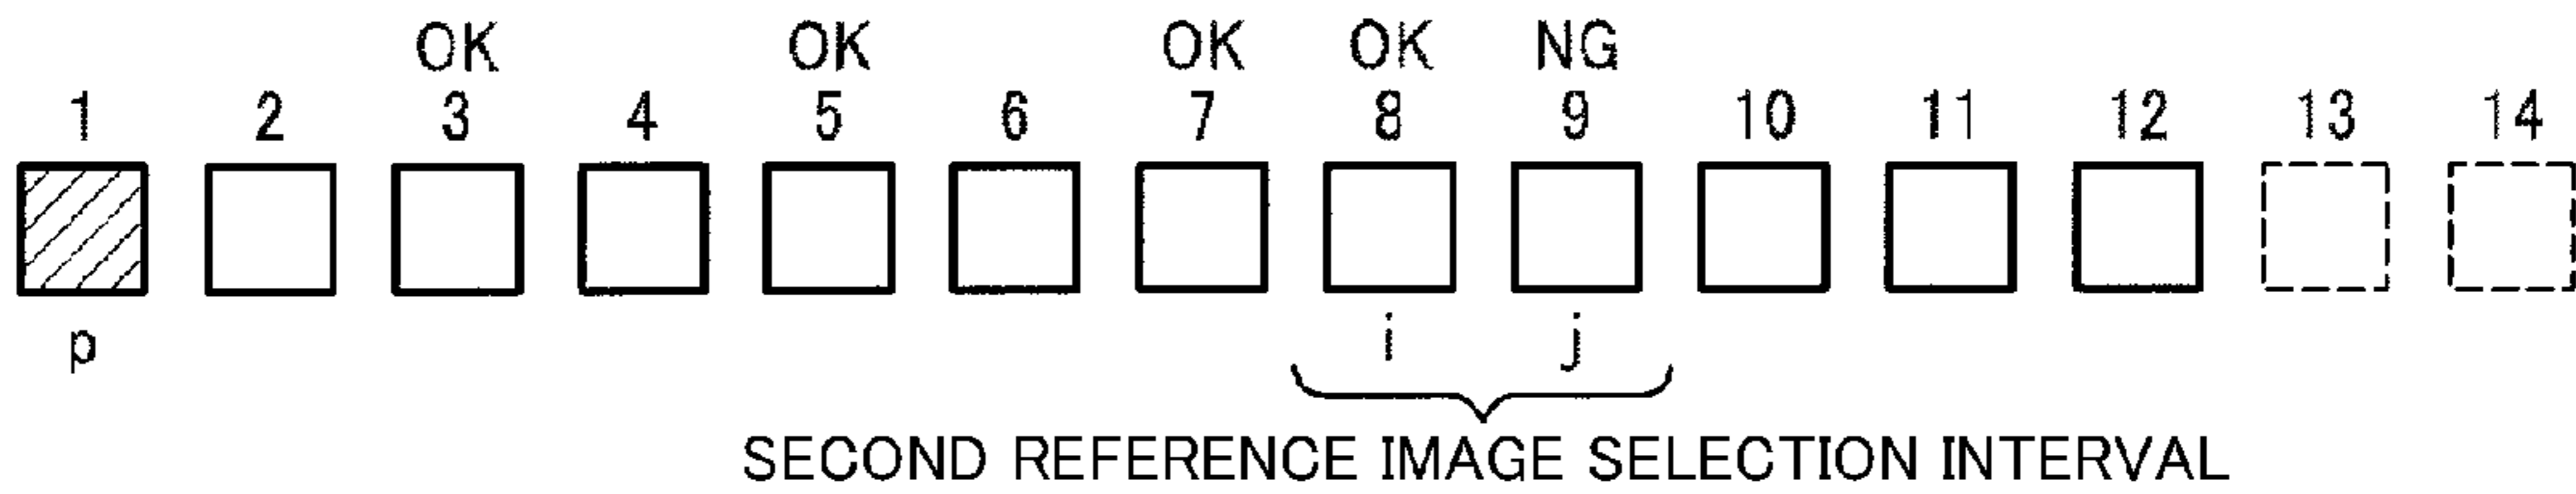 OK OK OK OK NG
1 2 3 4 5 6 7 8 9 10 11 12 13 14
p i j
SECOND REFERENCE IMAGE SELECTION INTERVAL